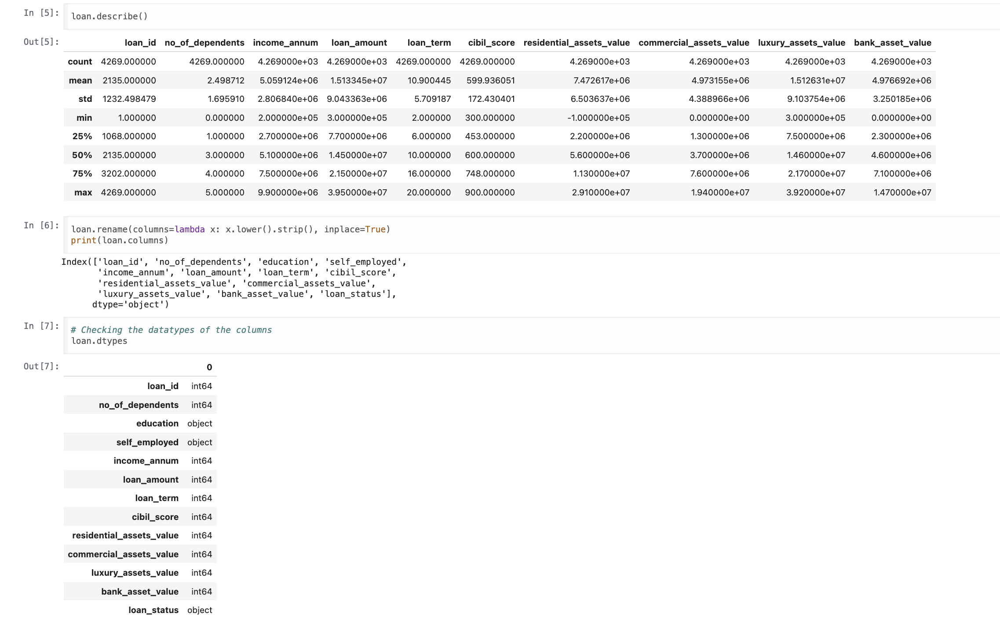 In [5]:
loan.describe()
Out[5]:
loan_id no_of_dependents income_annum loan_amount loan_term cibil_score residential_assets_value commercial_assets_value luxury_assets_value bank_asset_value
count 4269.000000 4269.000000 4.269000e+03 4.269000e+03 4269.000000 4269.000000 4.269000e+03 4.269000e+03 4.269000e+03 4.269000e+03
mean 2135.000000 2.498712 5.059124e+06 1.513345e+07 10.900445 599.936051 7.472617e+06 4.973155e+06 1.512631e+07 4.976692e+06
std 1232.498479 1.695910 2.806840e+06 9.043363e+06 5.709187 172.430401 6.503637e+06 4.388966e+06 9.103754e+06 3.250185e+06
min 1.000000 0.000000 2.000000e+05 3.000000e+05 2.000000 300.000000 -1.000000e+05 0.000000e+00 3.000000e+05 0.000000e+00
25% 1068.000000 1.000000 2.700000e+06 7.700000e+06 6.000000 453.000000 2.200000e+06 1.300000e+06 7.500000e+06 2.300000e+06
50% 2135.000000 3.000000 5.100000e+06 1.450000e+07 10.000000 600.000000 5.600000e+06 3.700000e+06 1.460000e+07 4.600000e+06
75% 3202.000000 4.000000 7.500000e+06 2.150000e+07 16.000000 748.000000 1.130000e+07 7.600000e+06 2.170000e+07 7.100000e+06
max 4269.000000 5.000000 9.900000e+06 3.950000e+07 20.000000 900.000000 2.910000e+07 1.940000e+07 3.920000e+07 1.470000e+07
In [6]:
loan.rename(columns=lambda x: x.lower().strip(), inplace=True)
print(loan.columns)
Index(['loan_id', 'no_of_dependents', 'education', 'self_employed',
'income_annum', 'loan_amount', 'loan_term', 'cibil_score',
'residential_assets_value', 'commercial_assets_value',
'luxury_assets_value', 'bank_asset_value', 'loan_status'],
dtype='object')
In [7]:
# Checking the datatypes of the columns
loan.dtypes
Out[7]:
0
loan_id int64
no_of_dependents int64
education object
self_employed object
income_annum int64
loan_amount int64
loan_term int64
cibil_score int64
residential_assets_value int64
commercial_assets_value int64
luxury_assets_value int64
bank_asset_value int64
loan_status object